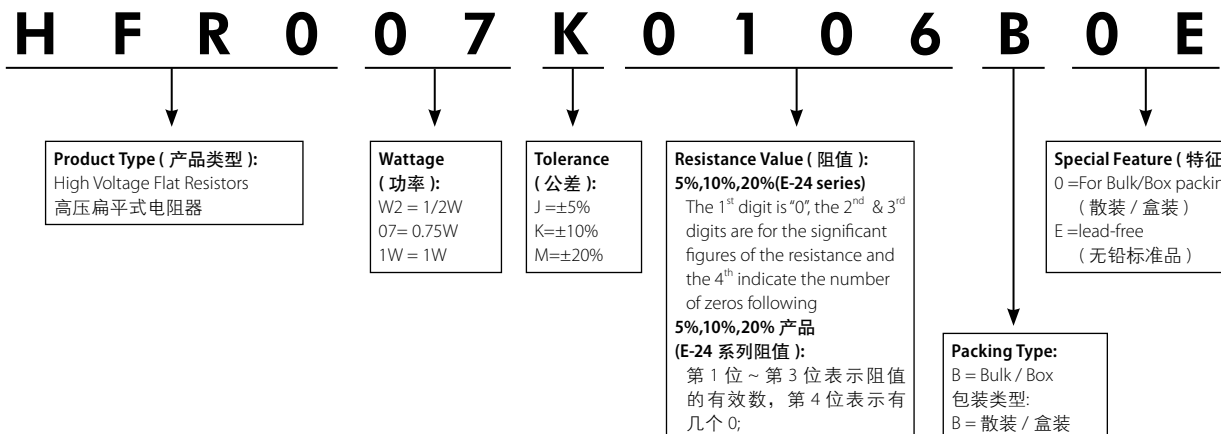 H F R 0 0 7 K 0 1 0 6 B 0 E
Product Type ( 产品类型 ):
High Voltage Flat Resistors
高压扁平式电阻器
Wattage
( 功率 ):
W2 = 1/2W
07= 0.75W
1W = 1W
Tolerance
( 公差 ):
J =±5%
K=±10%
M=±20%
Resistance Value ( 阻值 ):
5%,10%,20%(E-24 series)
The 1st digit is “0”, the 2nd & 3rd
digits are for the significant
figures of the resistance and
the 4th indicate the number
of zeros following
5%,10%,20% 产品
(E-24 系列阻值 ):
第 1 位 ~ 第 3 位表示阻值
的有效数，第 4 位表示有
几个 0;
Packing Type:
B = Bulk / Box
包装类型:
B = 散装 / 盒装
Special Feature ( 特征
0 =For Bulk/Box packin
( 散装 / 盒装 )
E =lead-free
( 无铅标准品 )